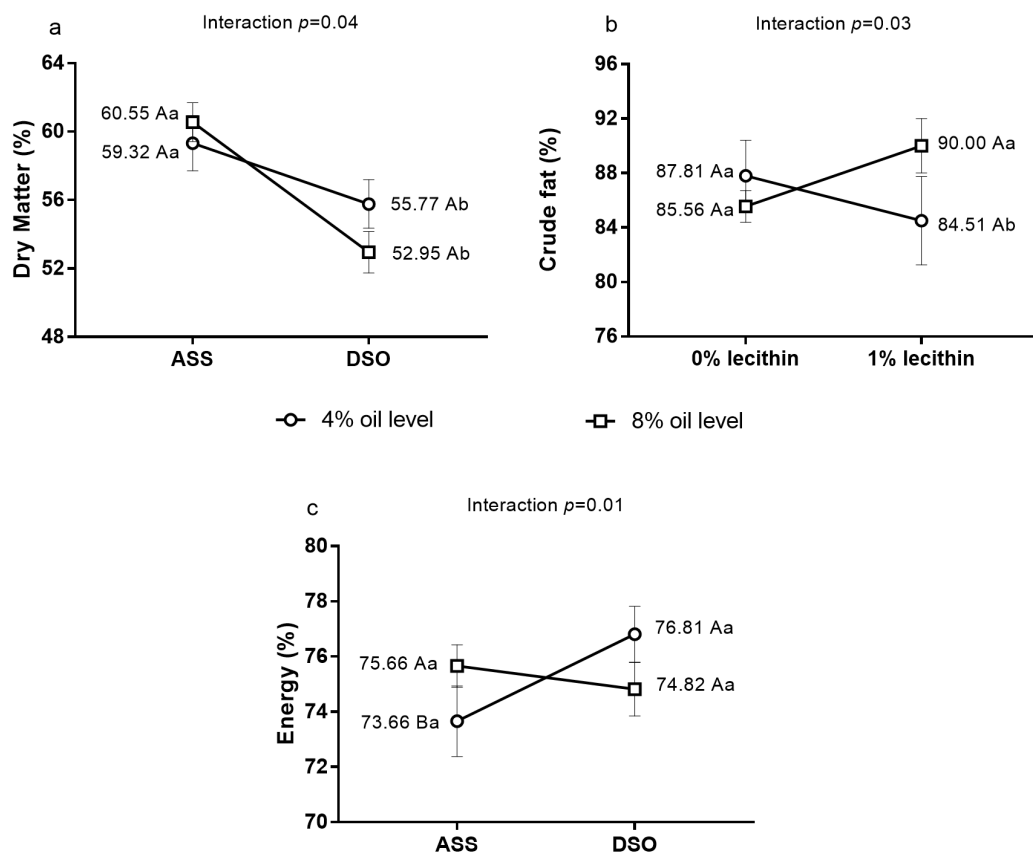 a
Interaction p=0.04
Dry Matter (%)
64
60
56
52
48
60.55 Aa
59.32 Aa
55.77 Ab
52.95 Ab
ASS
DSO
b
Interaction p=0.03
Crude fat (%)
96
92
88
84
80
76
87.81 Aa
85.56 Aa
90.00 Aa
84.51 Ab
0% lecithin
1% lecithin
4% oil level
8% oil level
c
Interaction p=0.01
Energy (%)
80
78
76
74
72
70
75.66 Aa
73.66 Ba
76.81 Aa
74.82 Aa
ASS
DSO